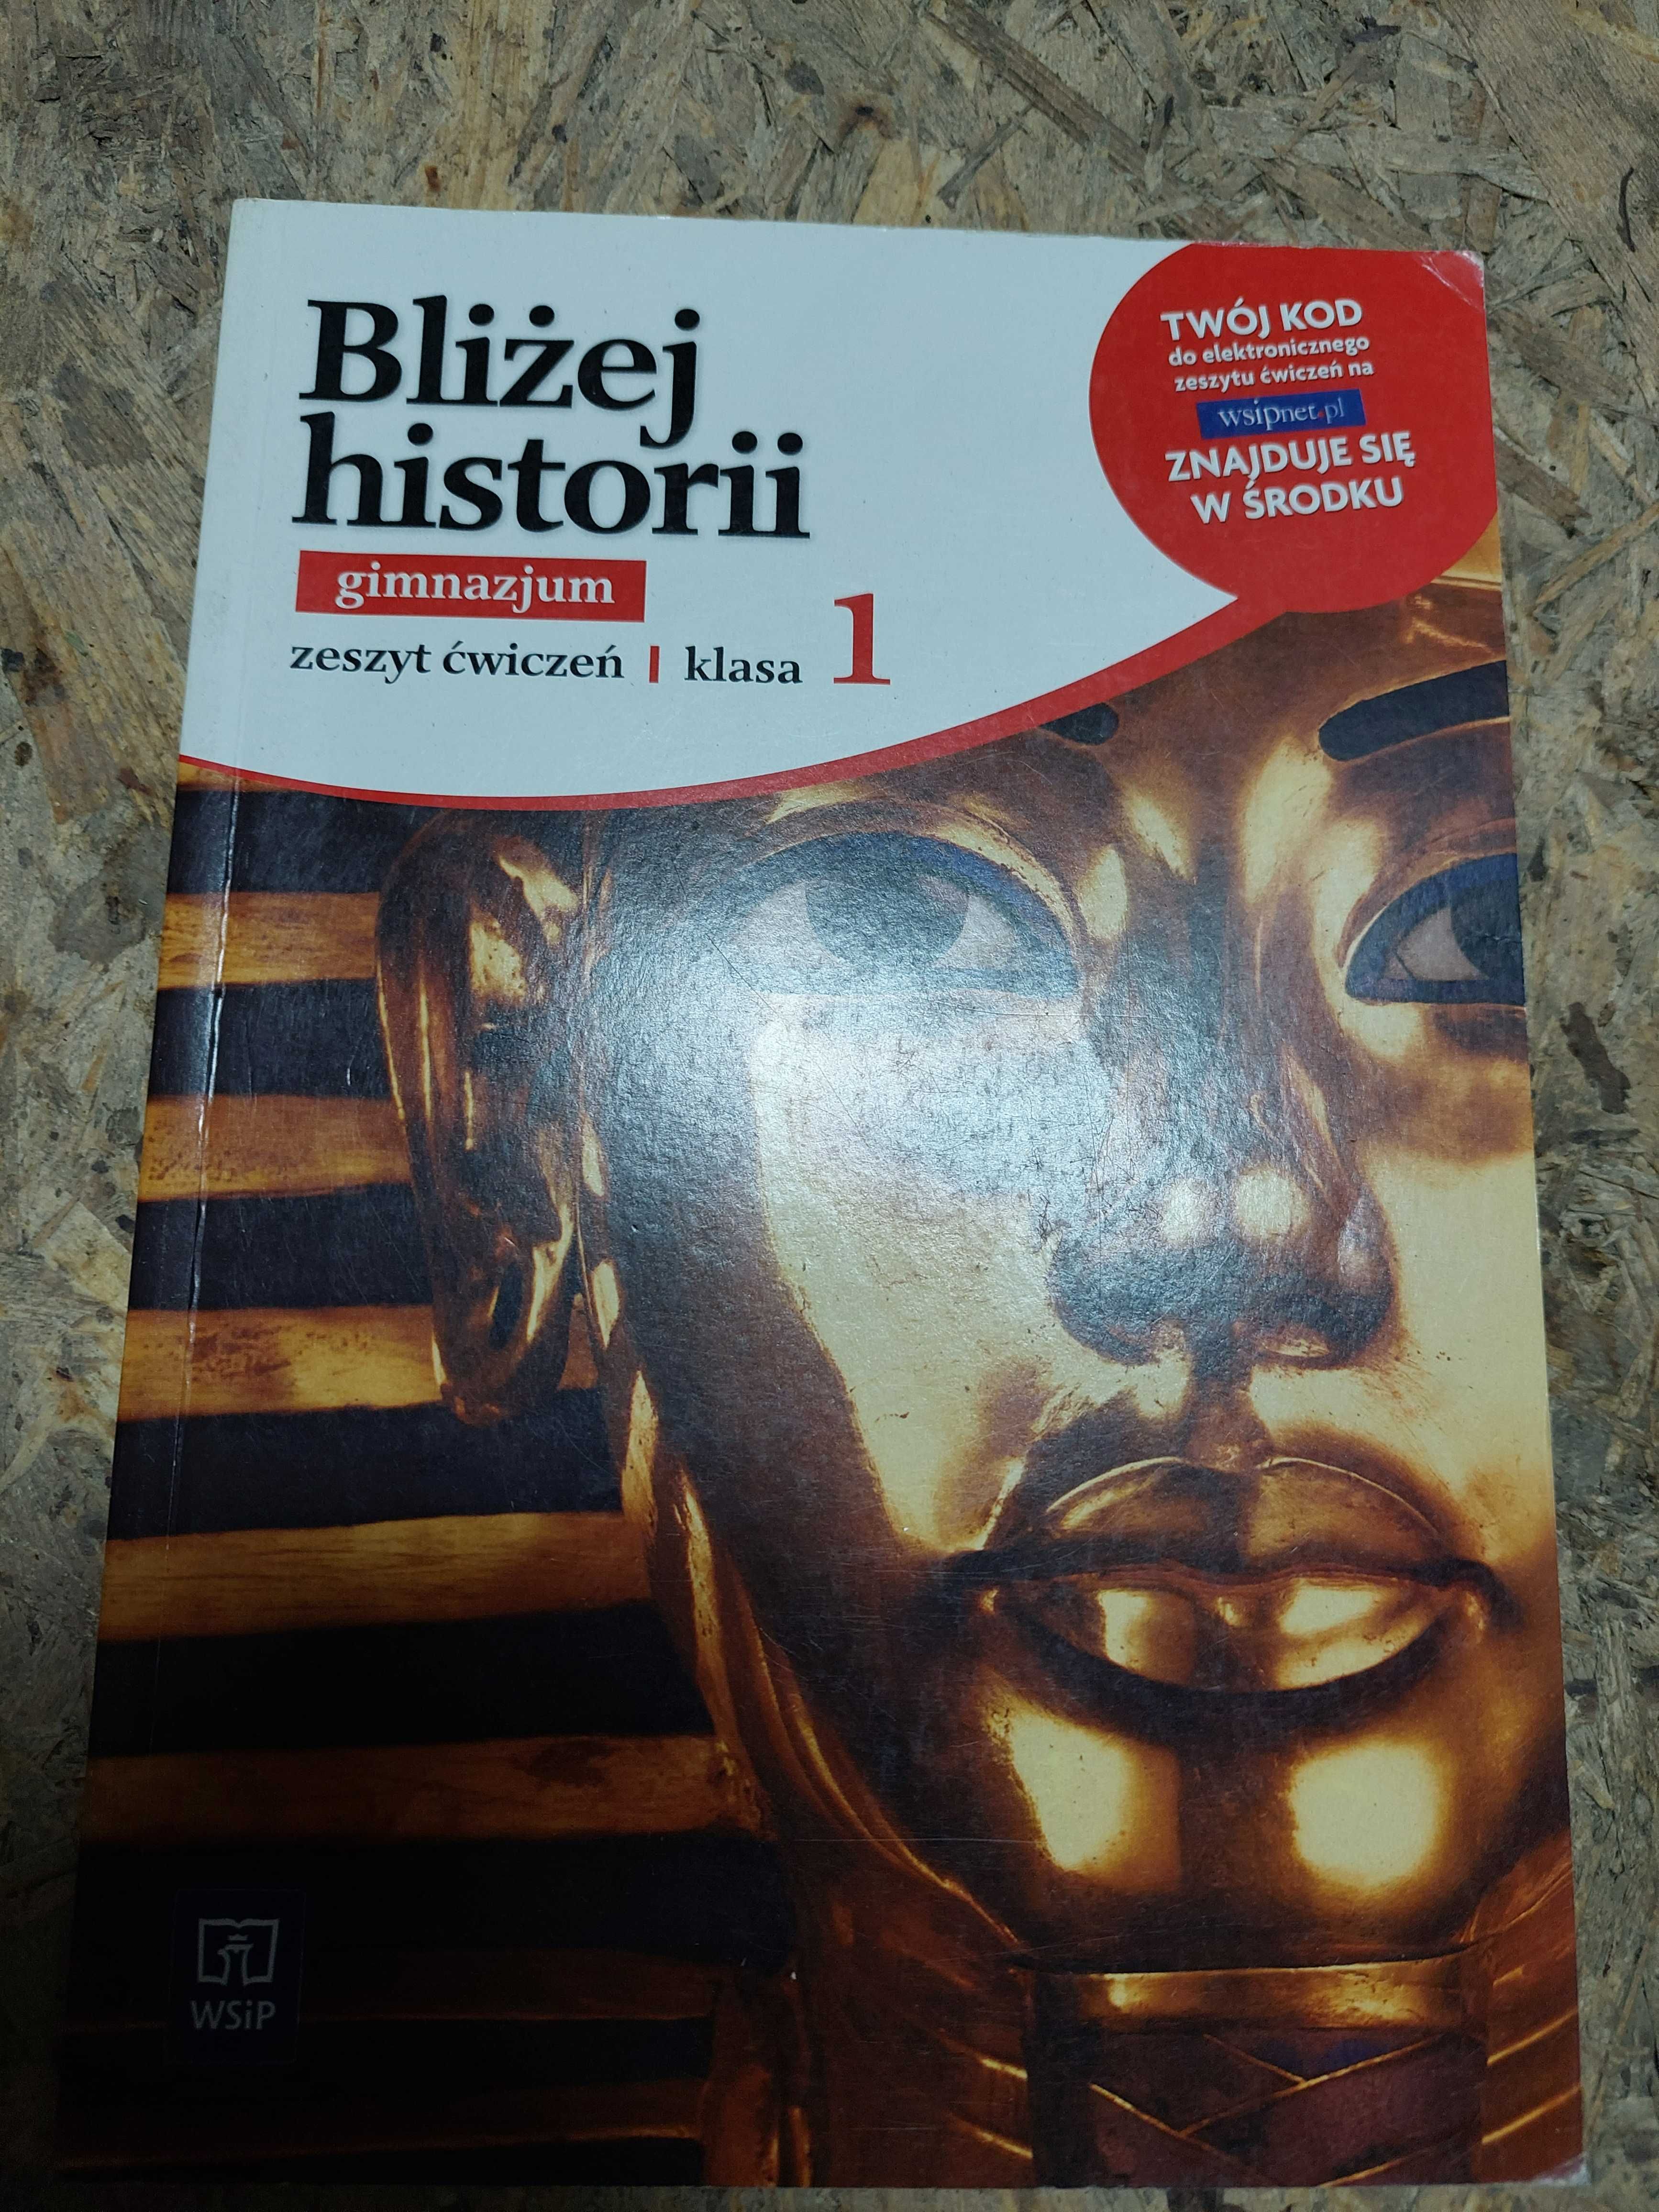 Bliżej
historii
gimnazjum
zeszyt ćwiczeń | klasa 1
TWÓJ KOD
do elektronicznego
zeszytu ćwiczeń na
wsipnet.pl
ZNAJDUJE SIĘ
W ŚRODKU
WSiP